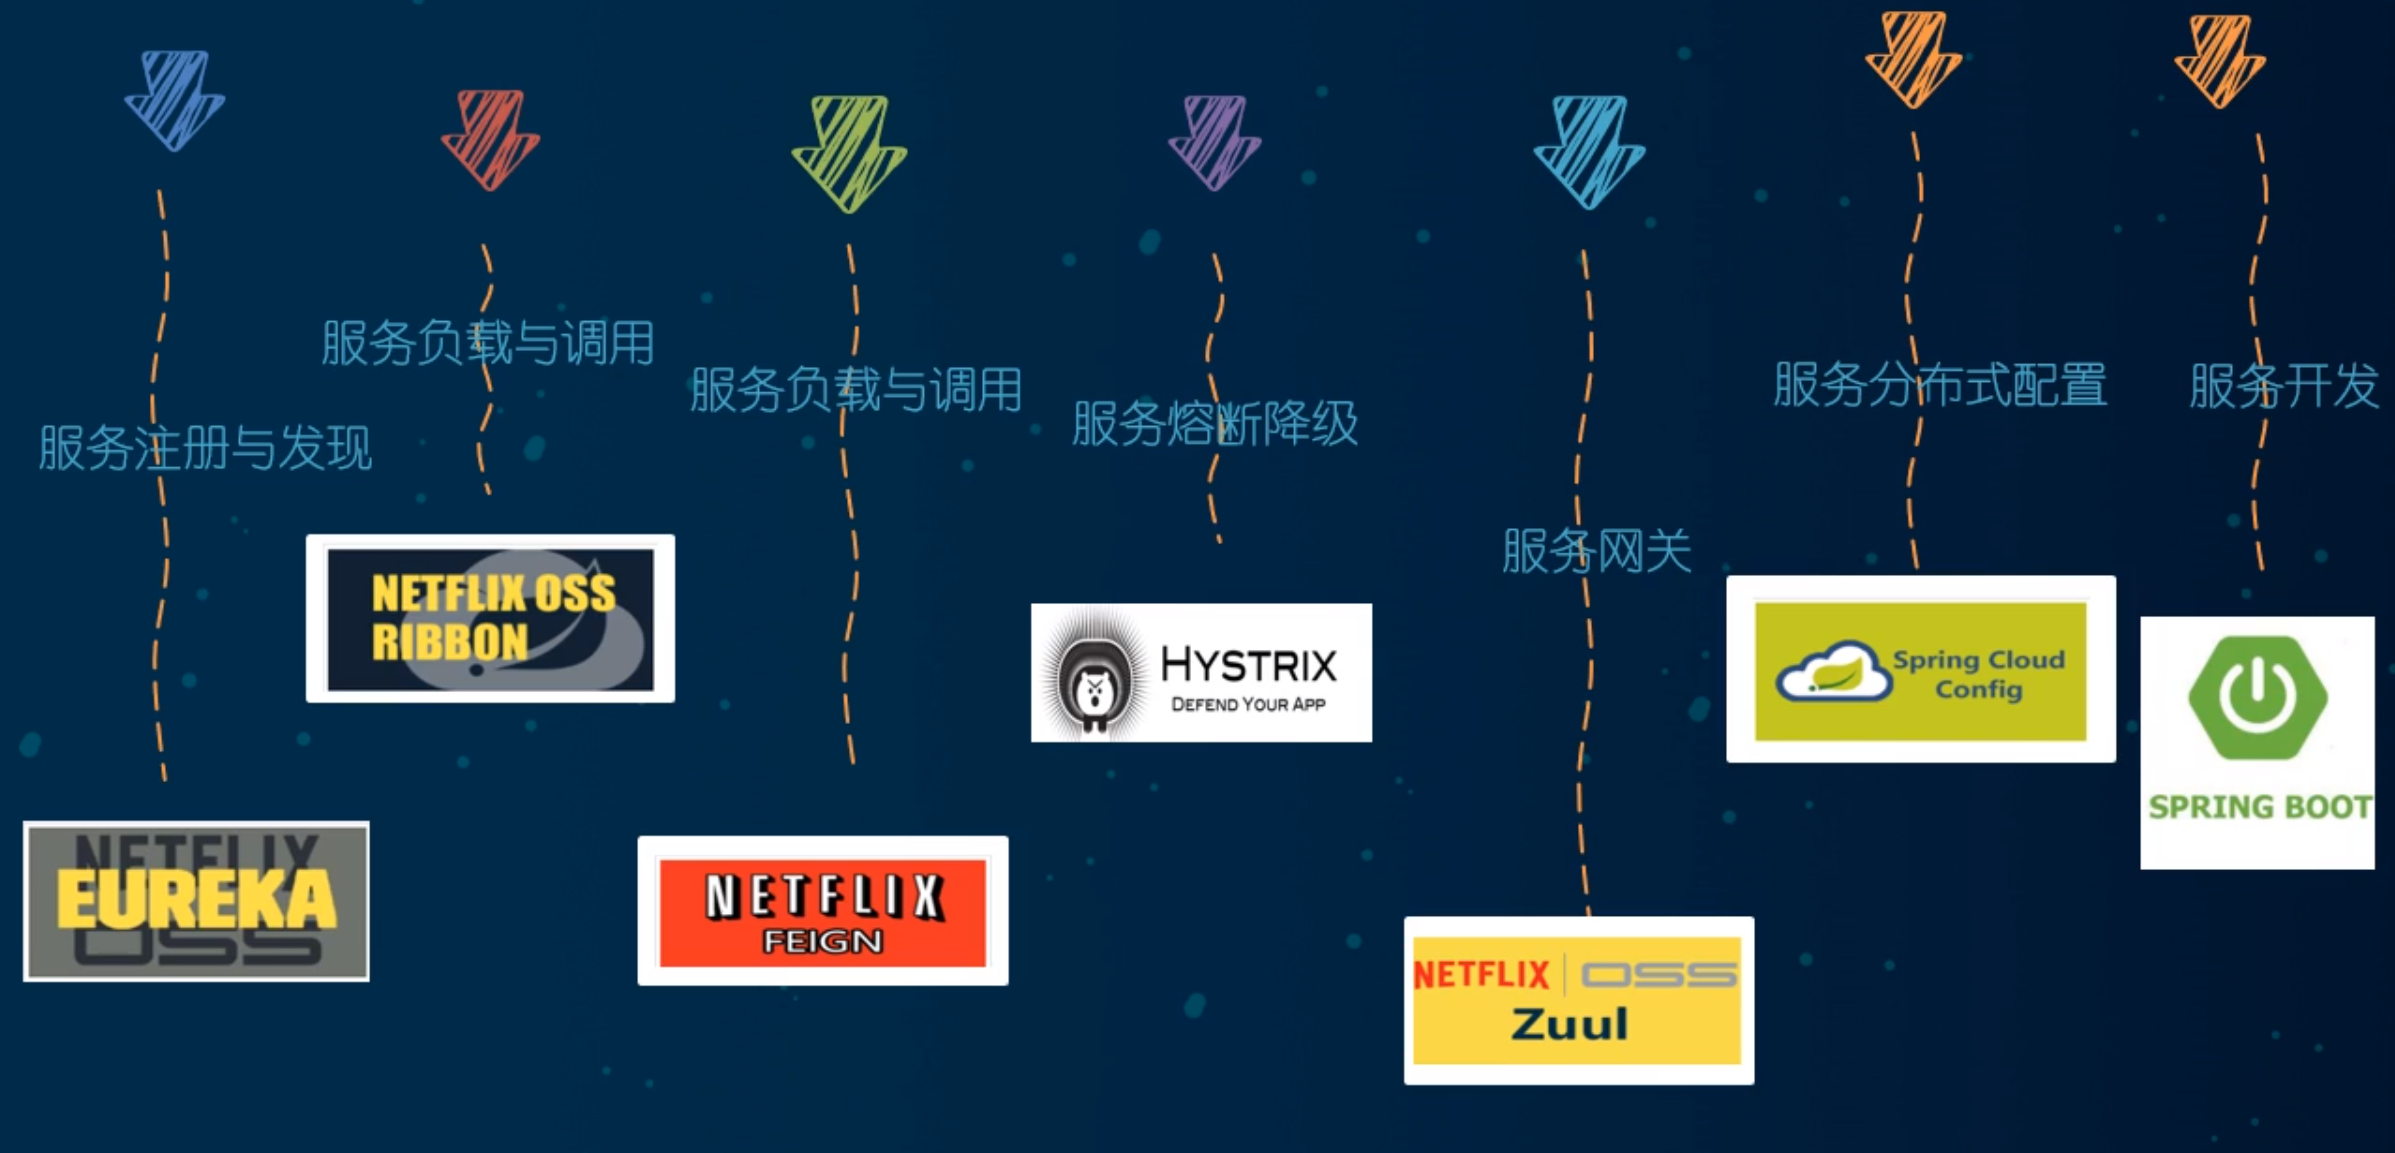 服务注册与发现
NETFLIX
EUREKA
OSS
服务负载与调用
NETFLIX OSS
RIBBON
服务负载与调用
NETFLIX
FEIGN
服务熔断降级
HYSTRIX
DEFEND YOUR APP
服务网关
NETFLIX | OSS
Zuul
服务分布式配置
Spring Cloud
Config
服务开发
SPRING BOOT